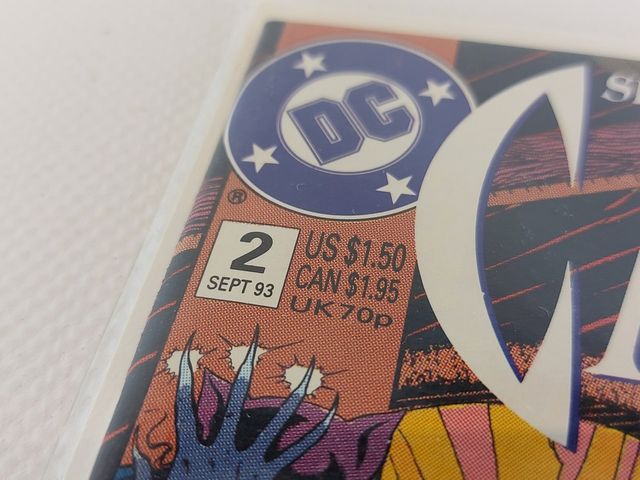 DC
®
2
SEPT 93
US $1.50
CAN $1.95
UK 70p
C